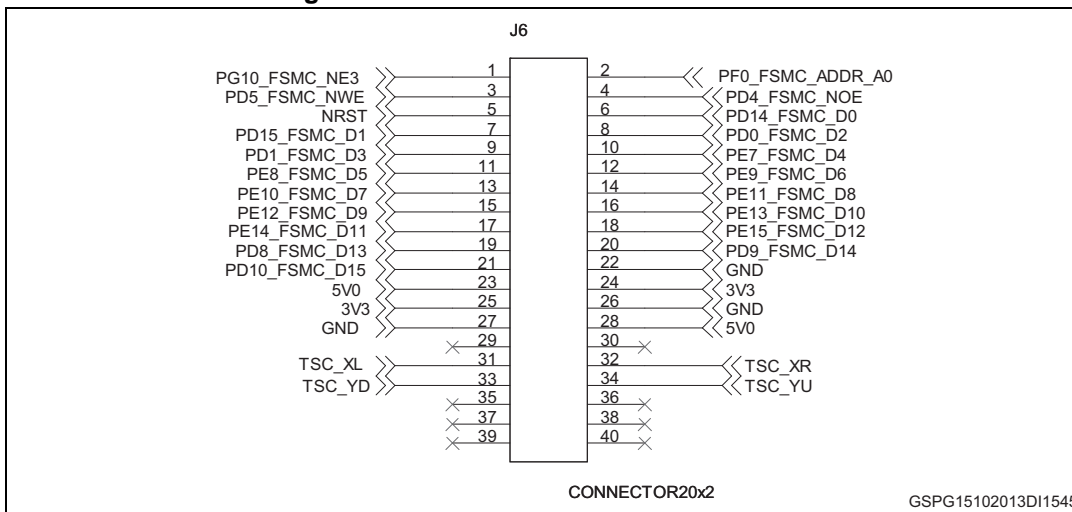 J6
PG10_FSMC_NE3 1 2 PF0_FSMC_ADDR_A0
PD5_FSMC_NWE 3 4 PD4_FSMC_NOE
NRST 5 6 PD14_FSMC_D0
PD15_FSMC_D1 7 8 PD0_FSMC_D2
PD1_FSMC_D3 9 10 PE7_FSMC_D4
PE8_FSMC_D5 11 12 PE9_FSMC_D6
PE10_FSMC_D7 13 14 PE11_FSMC_D8
PE12_FSMC_D9 15 16 PE13_FSMC_D10
PE14_FSMC_D11 17 18 PE15_FSMC_D12
PD8_FSMC_D13 19 20 PD9_FSMC_D14
PD10_FSMC_D15 21 22 GND
5V0 23 24 3V3
3V3 25 26 GND
GND 27 28 5V0
29 30
TSC_XL 31 32 TSC_XR
TSC_YD 33 34 TSC_YU
35 36
37 38
39 40
CONNECTOR20x2
GSPG15102013DI1545